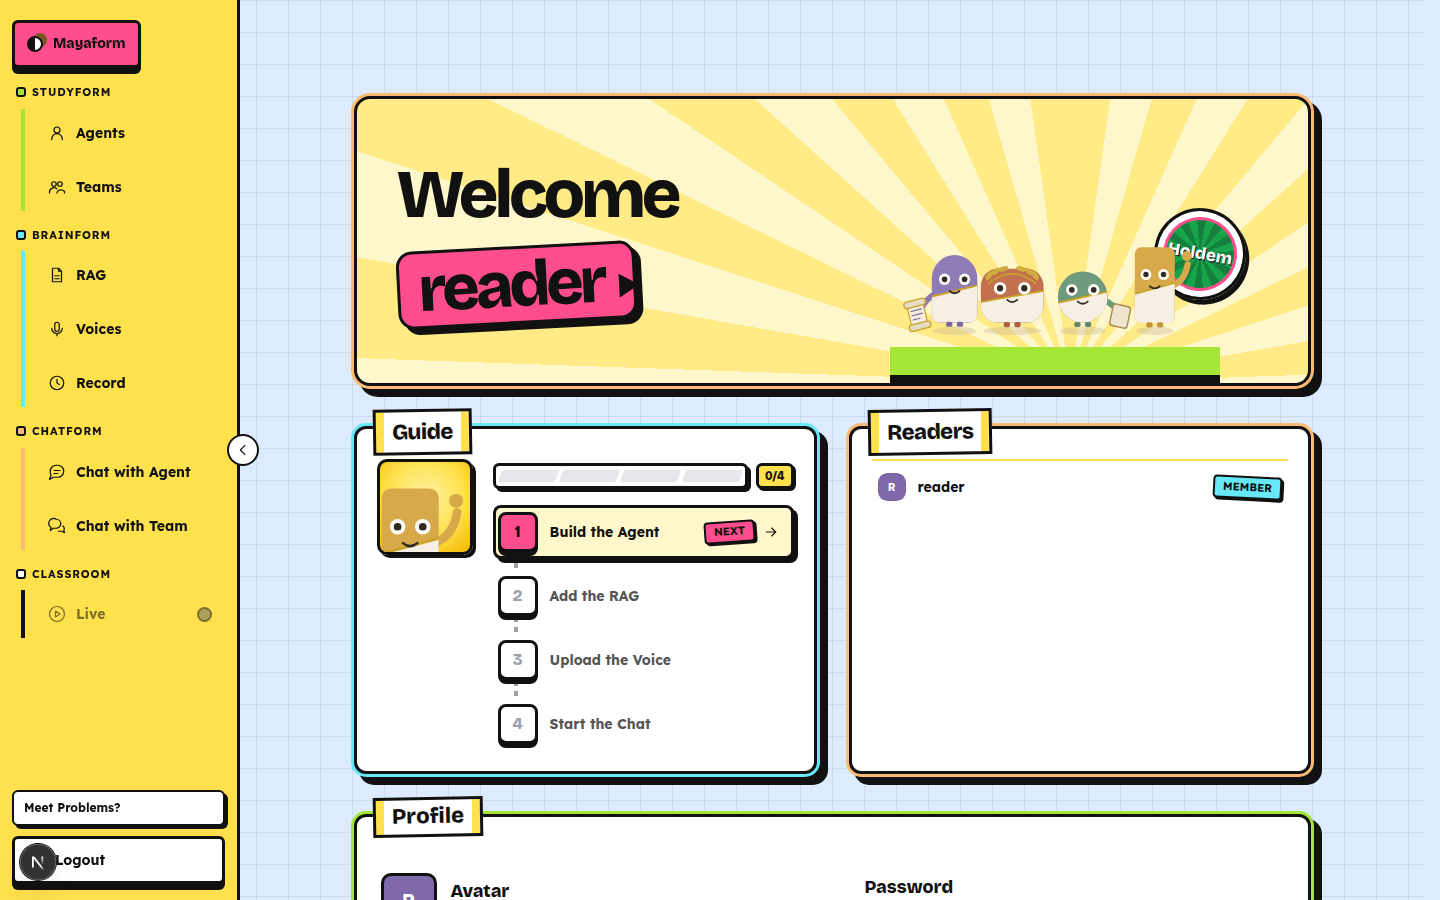 Mayaform
STUDYFORM
Agents
Teams
BRAINFORM
RAG
Voices
Record
CHATFORM
Chat with Agent
Chat with Team
CLASSROOM
Live
Meet Problems?
Logout
N
Welcome
reader
Holdem
Guide
0/4
1 Build the Agent NEXT
2 Add the RAG
3 Upload the Voice
4 Start the Chat
Readers
R reader MEMBER
Profile
R Avatar
Password